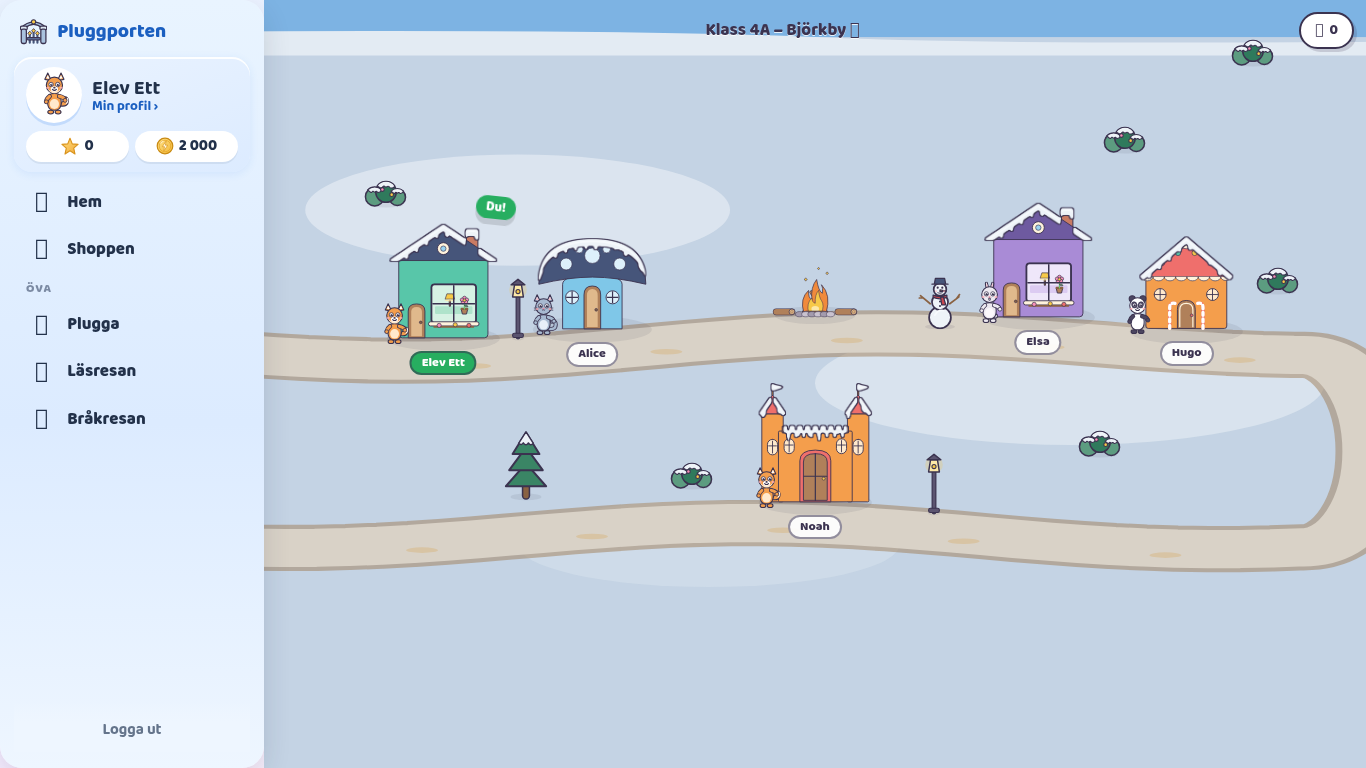 Pluggporten
Elev Ett
Min profil ›
0
2 000
Hem
Shoppen
ÖVA
Plugga
Läsresan
Bråkresan
Logga ut
Klass 4A – Björkby
0
Du!
Elev Ett
Alice
Elsa
Hugo
Noah